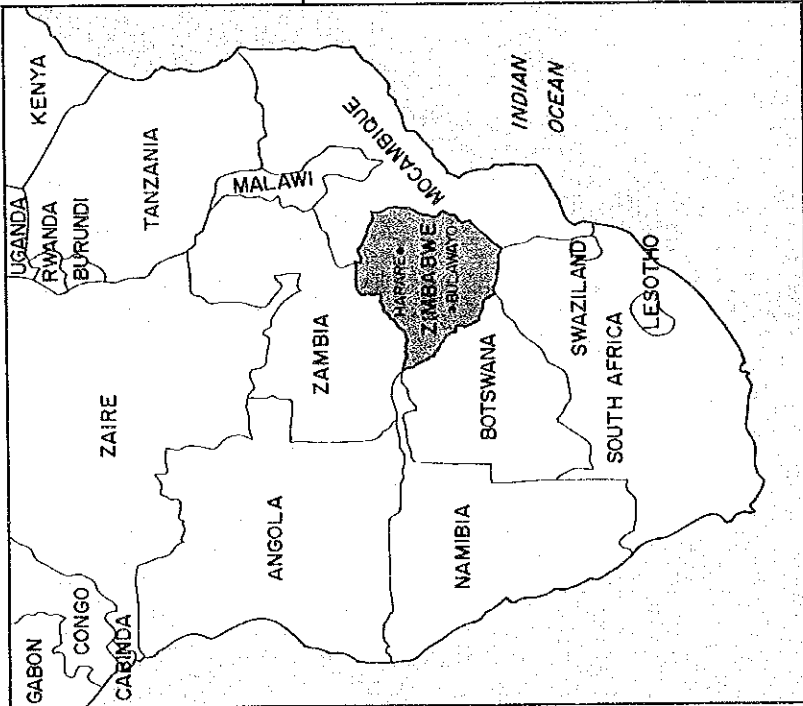 GABON
CONGO
CABINDA
UGANDA
RWANDA
BURUNDI
KENYA
ZAIRE
TANZANIA
ANGOLA
ZAMBIA
MALAWI
MOCAMBIQUE
HARARE
ZIMBABWE
BULAWAYO
NAMIBIA
BOTSWANA
SWAZILAND
SOUTH AFRICA
LESOTHO
INDIAN
OCEAN